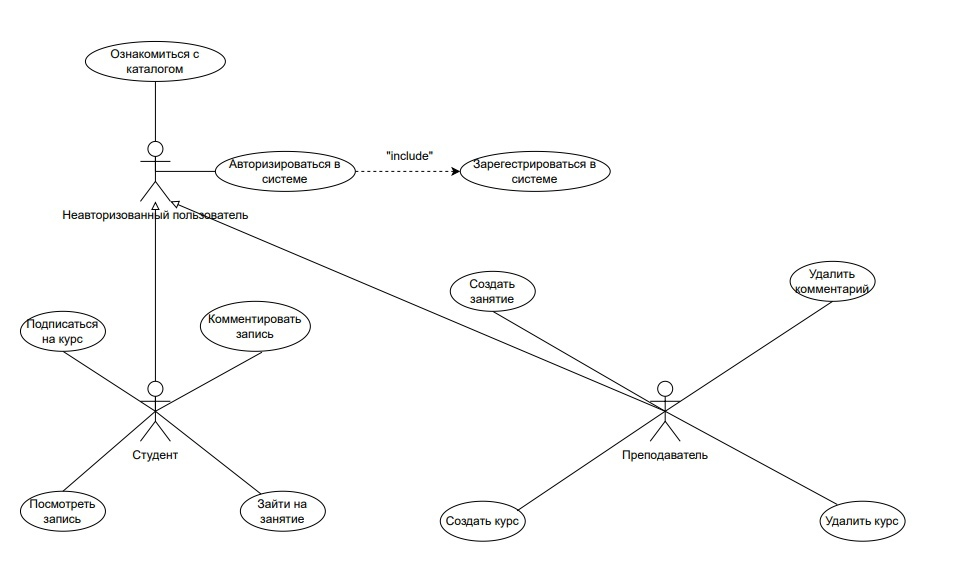 Ознакомиться с
каталогом
"include"
Авторизироваться в
системе
Зарегестрироваться в
системе
Неавторизованный пользователь
Создать
занятие
Удалить
комментарий
Подписаться
на курс
Комментировать
запись
Студент
Преподаватель
Посмотреть
запись
Зайти на
занятие
Создать курс
Удалить курс